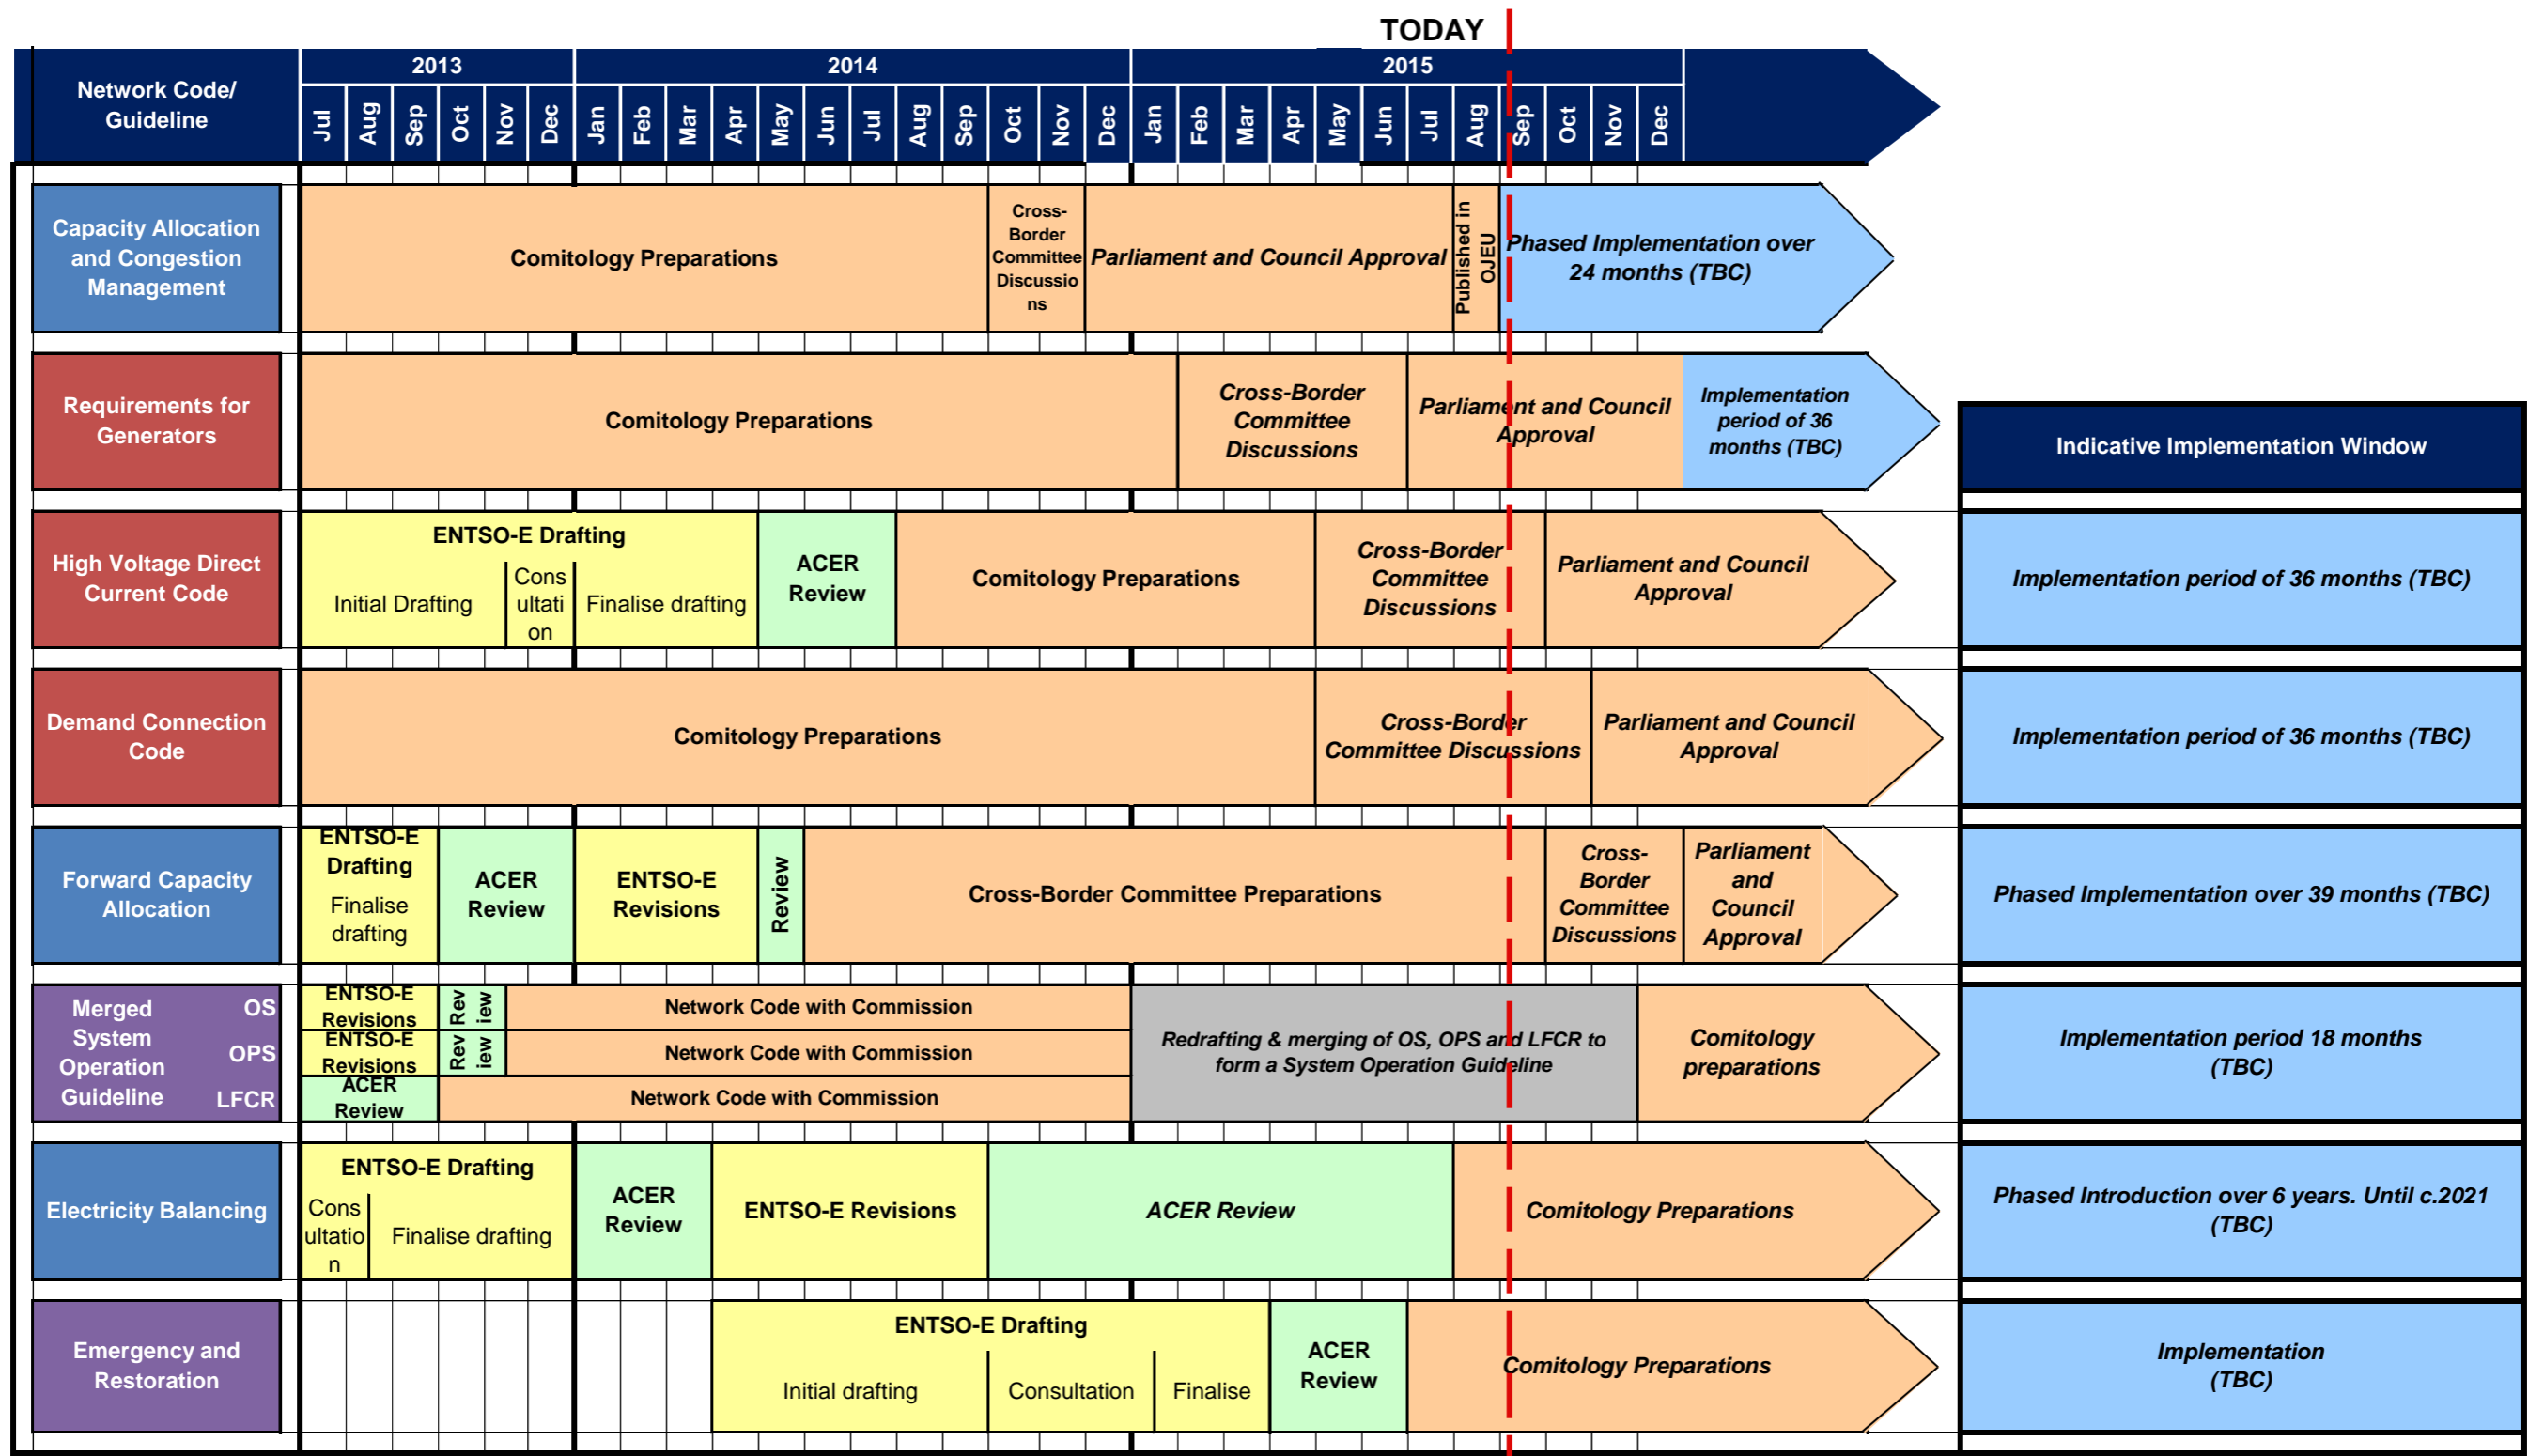 TODAY
Network Code/
Guideline
2013
2014
2015
Jul
Aug
Sep
Oct
Nov
Dec
Jan
Feb
Mar
Apr
May
Jun
Jul
Aug
Sep
Oct
Nov
Dec
Jan
Feb
Mar
Apr
May
Jun
Jul
Aug
Sep
Oct
Nov
Dec
Capacity Allocation
and Congestion
Management
Comitology Preparations
Cross-
Border
Committee
Discussio
ns
Parliament and Council Approval
Published in
OJEU
Phased Implementation over
24 months (TBC)
Requirements for
Generators
Comitology Preparations
Cross-Border
Committee
Discussions
Parliament and Council
Approval
Implementation
period of 36
months (TBC)
Indicative Implementation Window
High Voltage Direct
Current Code
ENTSO-E Drafting
Initial Drafting
Cons
ultati
on
Finalise drafting
ACER
Review
Comitology Preparations
Cross-Border
Committee
Discussions
Parliament and Council
Approval
Implementation period of 36 months (TBC)
Demand Connection
Code
Comitology Preparations
Cross-Border
Committee Discussions
Parliament and Council
Approval
Implementation period of 36 months (TBC)
Forward Capacity
Allocation
ENTSO-E
Drafting
Finalise
drafting
ACER
Review
ENTSO-E
Revisions
Review
Cross-Border Committee Preparations
Cross-
Border
Committee
Discussions
Parliament
and
Council
Approval
Phased Implementation over 39 months (TBC)
Merged
System
Operation
Guideline
OS
OPS
LFCR
ENTSO-E
Revisions
Rev
iew
Network Code with Commission
ENTSO-E
Revisions
Rev
iew
Network Code with Commission
ACER
Review
Network Code with Commission
Redrafting & merging of OS, OPS and LFCR to
form a System Operation Guideline
Comitology
preparations
Implementation period 18 months
(TBC)
Electricity Balancing
ENTSO-E Drafting
Cons
ultatio
n
Finalise drafting
ACER
Review
ENTSO-E Revisions
ACER Review
Comitology Preparations
Phased Introduction over 6 years. Until c.2021
(TBC)
Emergency and
Restoration
ENTSO-E Drafting
Initial drafting
Consultation
Finalise
ACER
Review
Comitology Preparations
Implementation
(TBC)